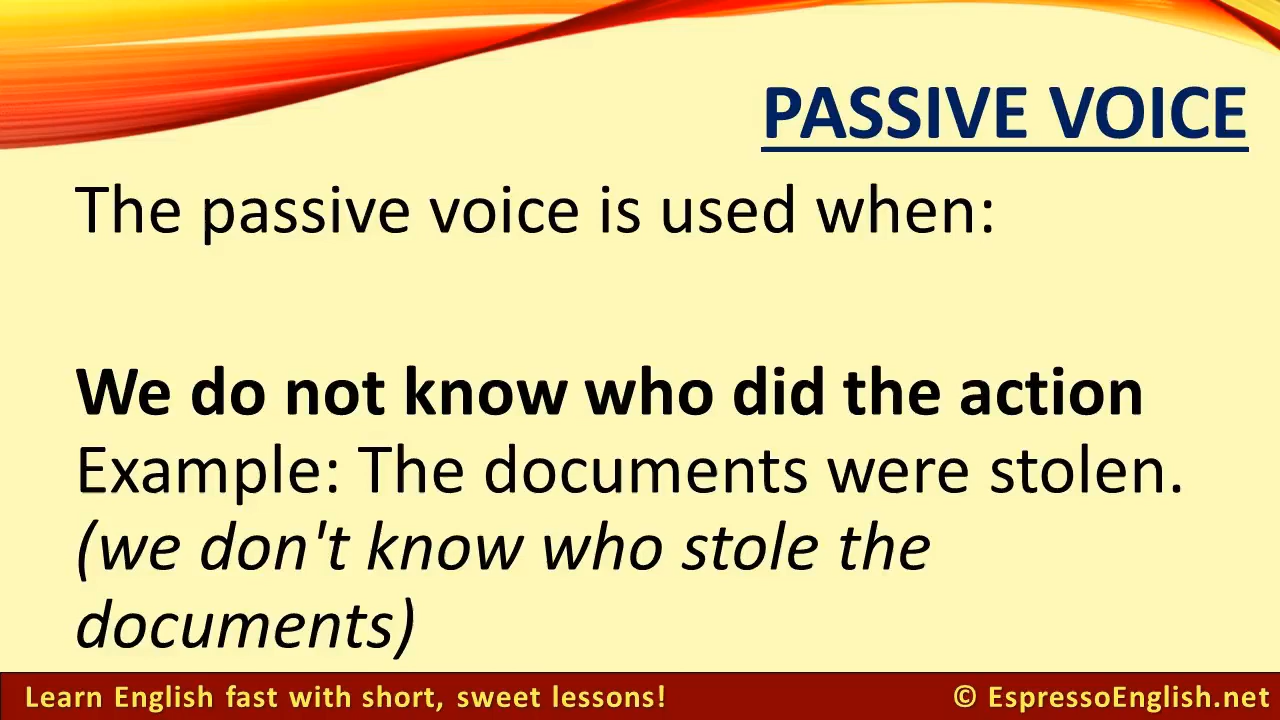 PASSIVE VOICE
The passive voice is used when:
We do not know who did the action
Example: The documents were stolen.
(we don't know who stole the
documents)
Learn English fast with short, sweet lessons!
© EspressoEnglish.net